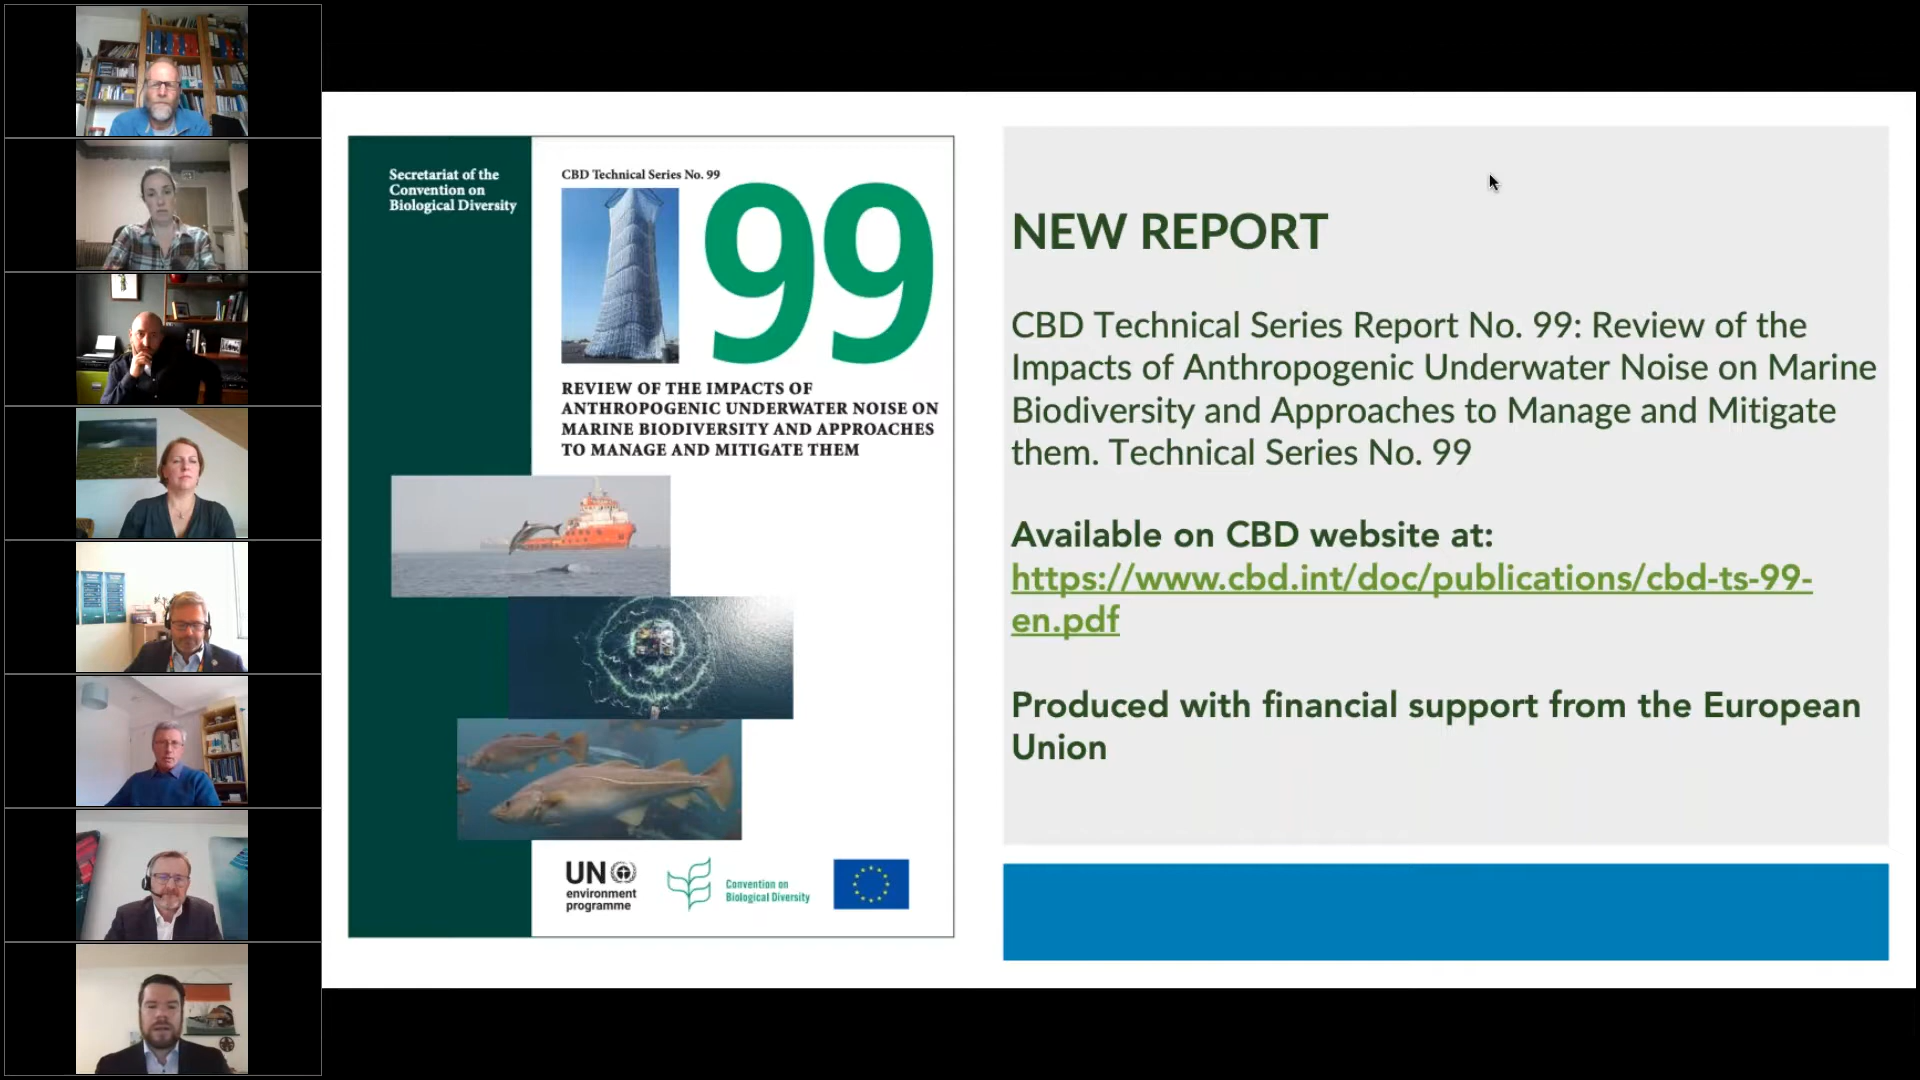 Secretariat of the
Convention on
Biological Diversity
CBD Technical Series No. 99
99
REVIEW OF THE IMPACTS OF
ANTHROPOGENIC UNDERWATER NOISE ON
MARINE BIODIVERSITY AND APPROACHES
TO MANAGE AND MITIGATE THEM
UN
environment
programme
Convention on
Biological Diversity
NEW REPORT
CBD Technical Series Report No. 99: Review of the
Impacts of Anthropogenic Underwater Noise on Marine
Biodiversity and Approaches to Manage and Mitigate
them. Technical Series No. 99
Available on CBD website at:
https://www.cbd.int/doc/publications/cbd-ts-99-
en.pdf
Produced with financial support from the European
Union